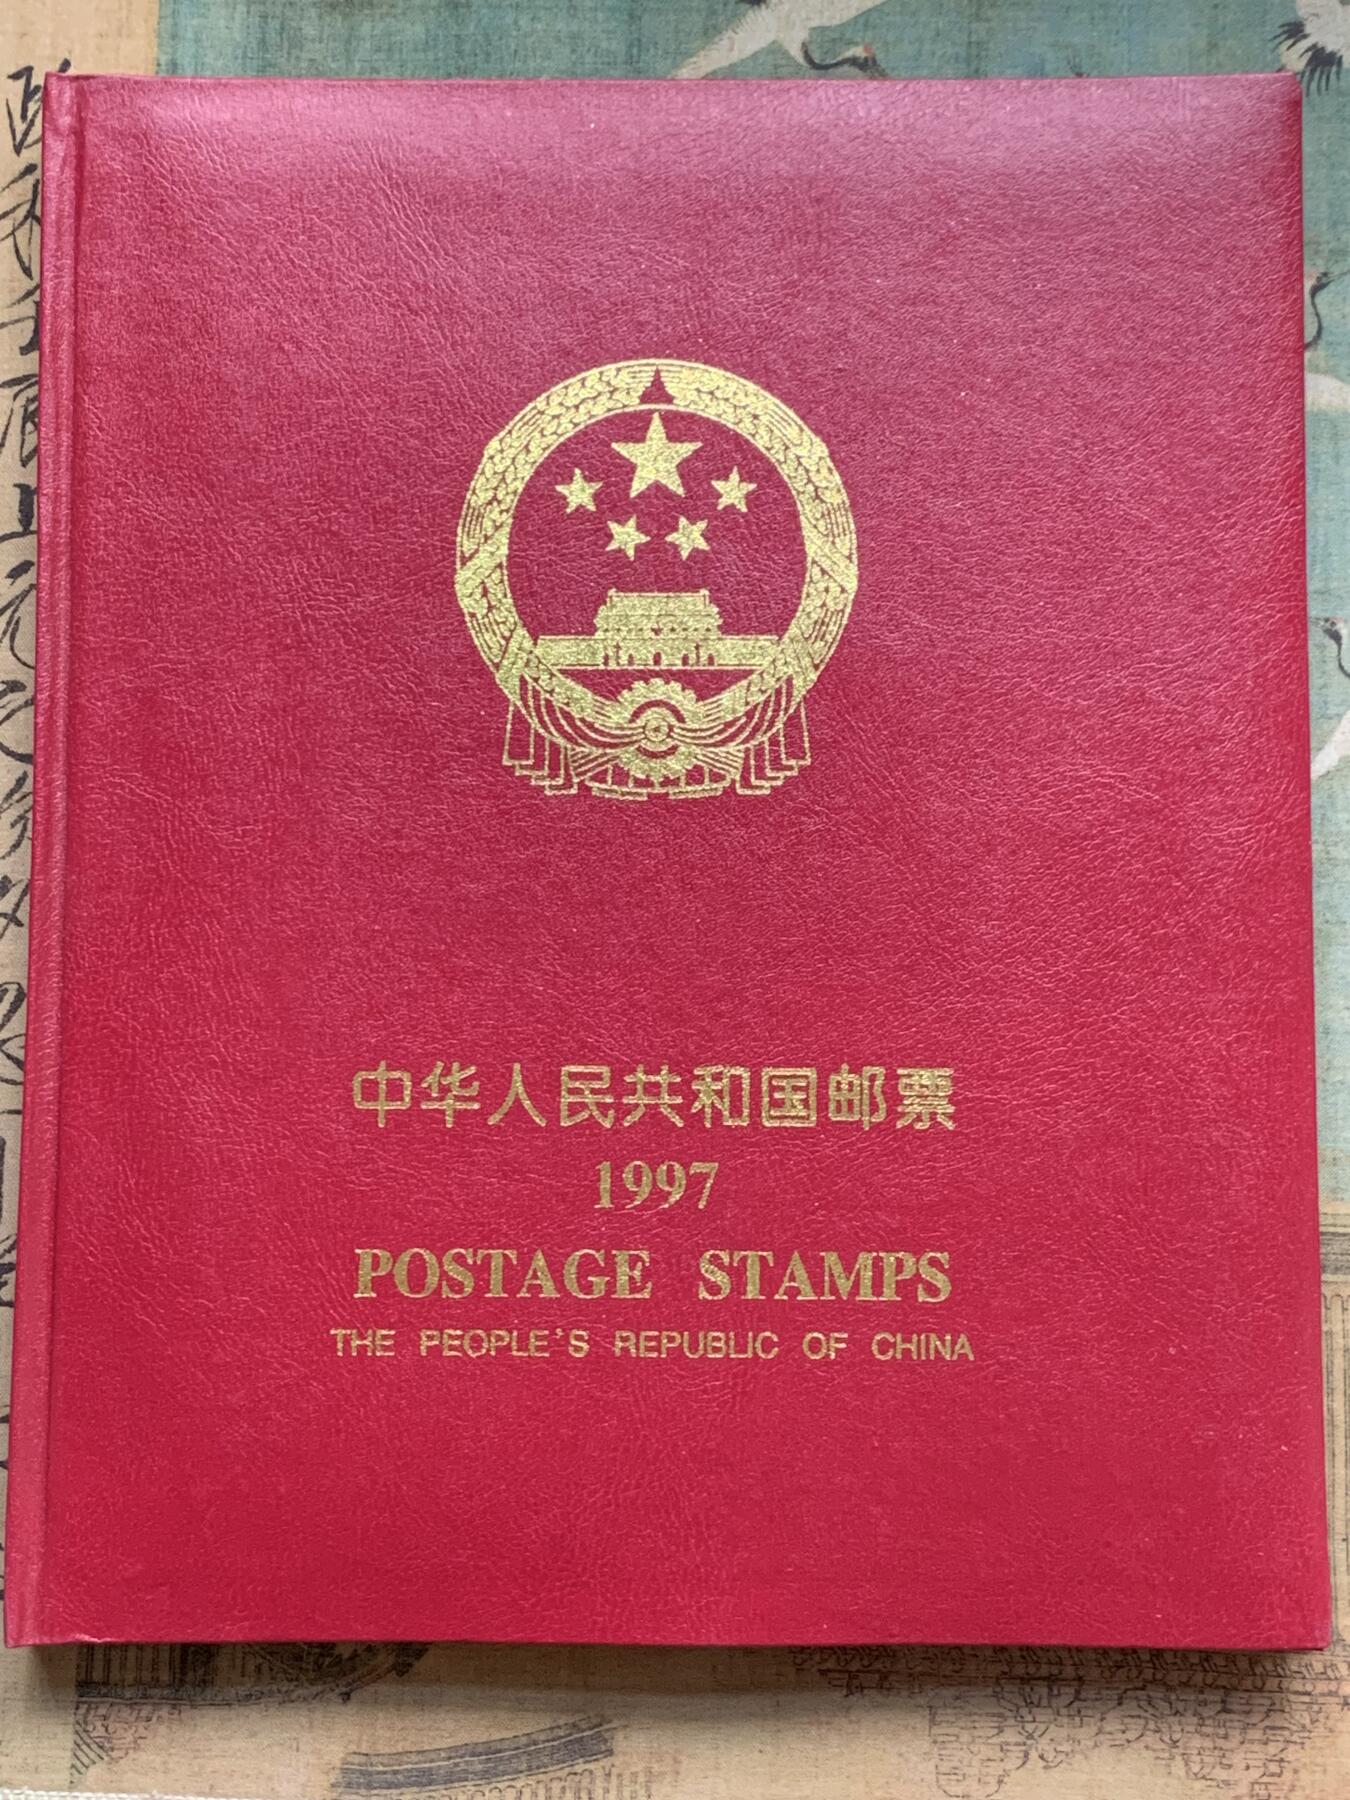 中华人民共和国邮票
1997
POSTAGE STAMPS
THE PEOPLE'S REPUBLIC OF CHINA